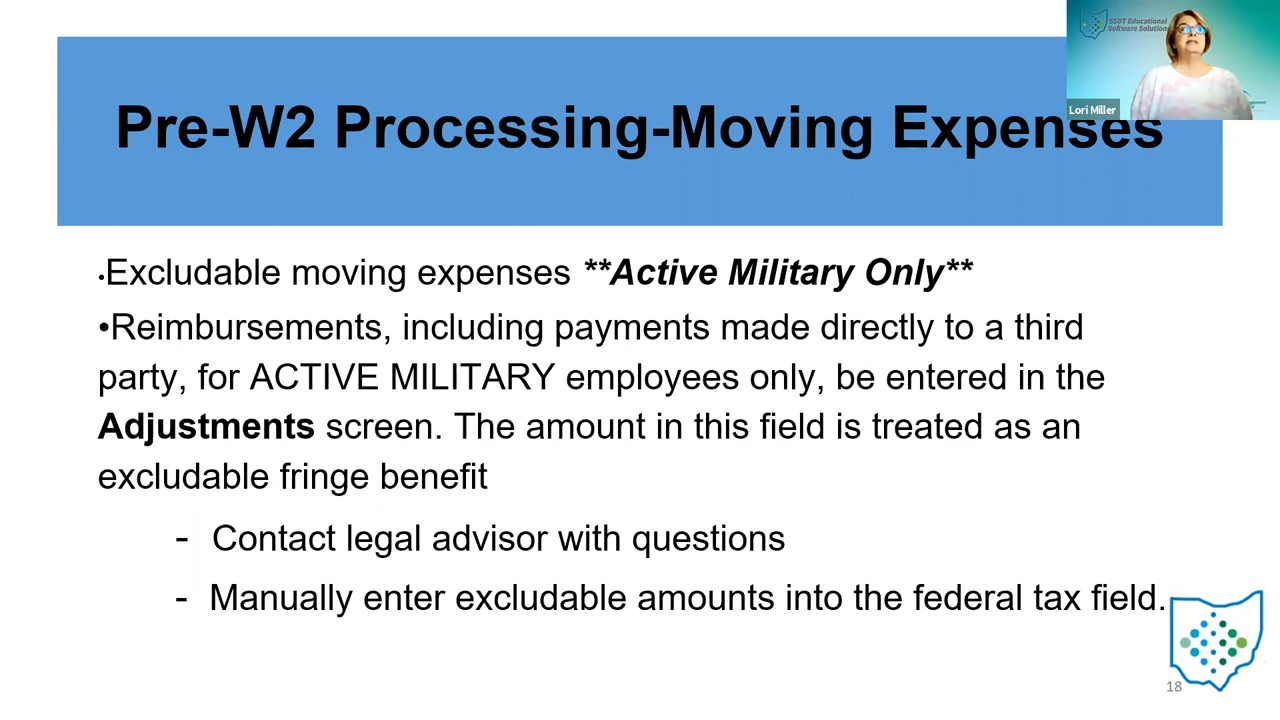 SSDT Educational
Software Solution
Lori Miller
Pre-W2 Processing-Moving Expenses
•Excludable moving expenses **Active Military Only**
•Reimbursements, including payments made directly to a third
party, for ACTIVE MILITARY employees only, be entered in the
Adjustments screen. The amount in this field is treated as an
excludable fringe benefit
- Contact legal advisor with questions
- Manually enter excludable amounts into the federal tax field.
18